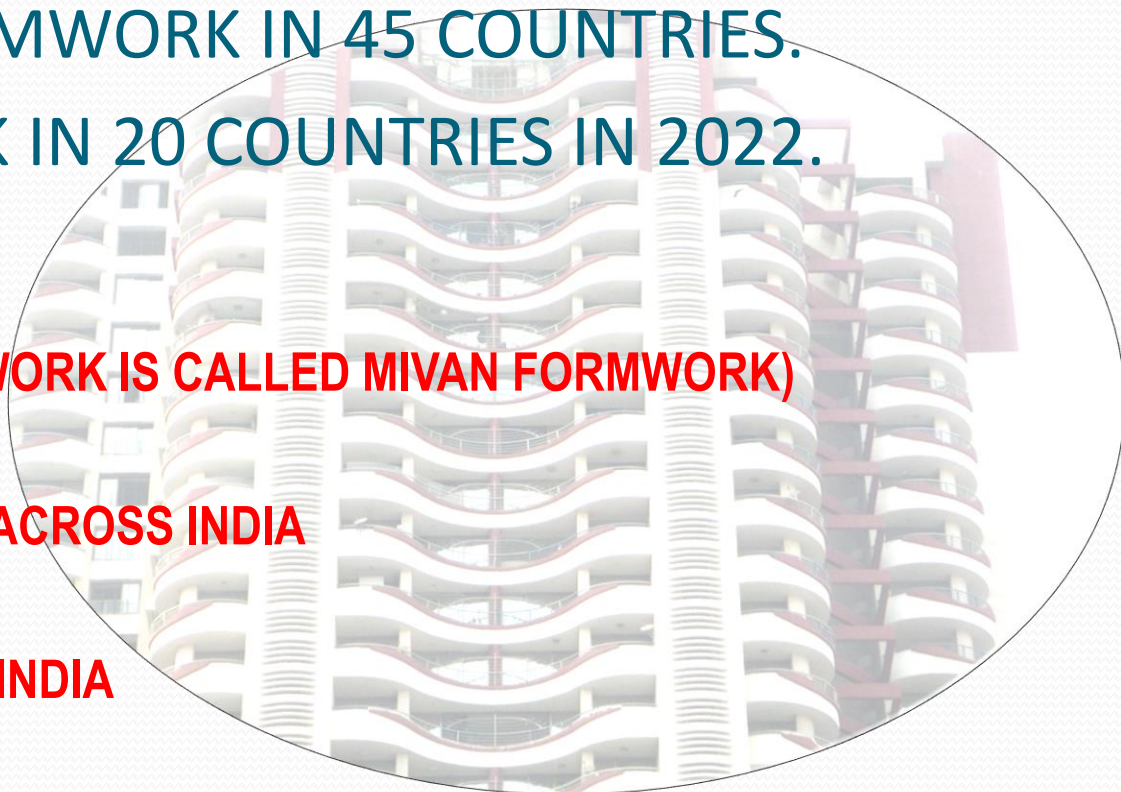 MWORK IN 45 COUNTRIES.
K IN 20 COUNTRIES IN 2022.
WORK IS CALLED MIVAN FORMWORK)
ACROSS INDIA
INDIA